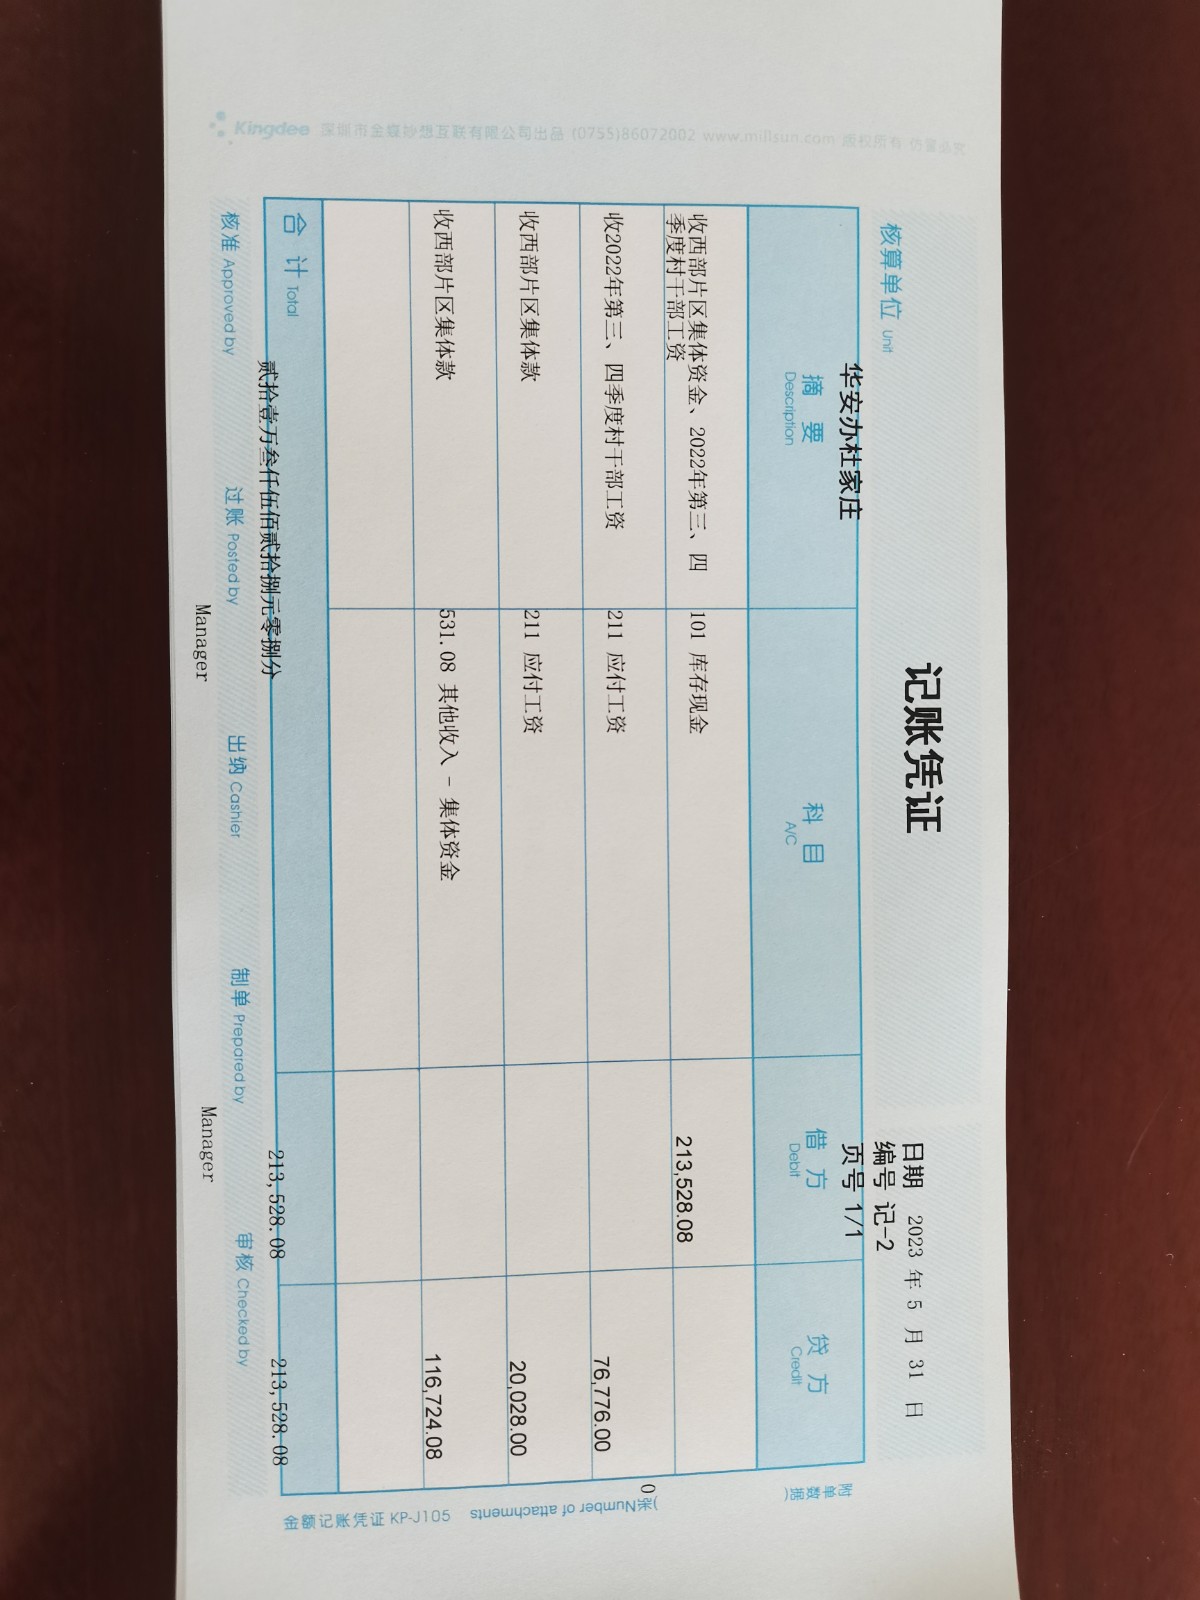 记账凭证
日期 2023 年 5 月 31 日
编号 记-2
核算单位 Unit 华安办杜家庄 页号 1/1
摘 要 科 目 借 方 贷 方
Description A/C Debit Credit
收西部片区集体资金、2022年第三、四季度村干部工资 101 库存现金 213,528.08
收2022年第三、四季度村干部工资 211 应付工资 76,776.00
收西部片区集体款 211 应付工资 20,028.00
收西部片区集体款 531.08 其他收入 - 集体资金 116,724.08
合 计 Total 贰拾壹万叁仟伍佰贰拾捌元零捌分 213,528.08 213,528.08
附单数据( 0 )张 Number of attachments
金额记账凭证 KP-J105
核准 Approved by 过账 Posted by 出纳 Cashier 制单 Prepared by 审核 Checked by
Manager Manager
Kingdee 深圳市金蝶妙想互联有限公司出品 (0755)86072002 www.millsun.com 版权所有 仿冒必究